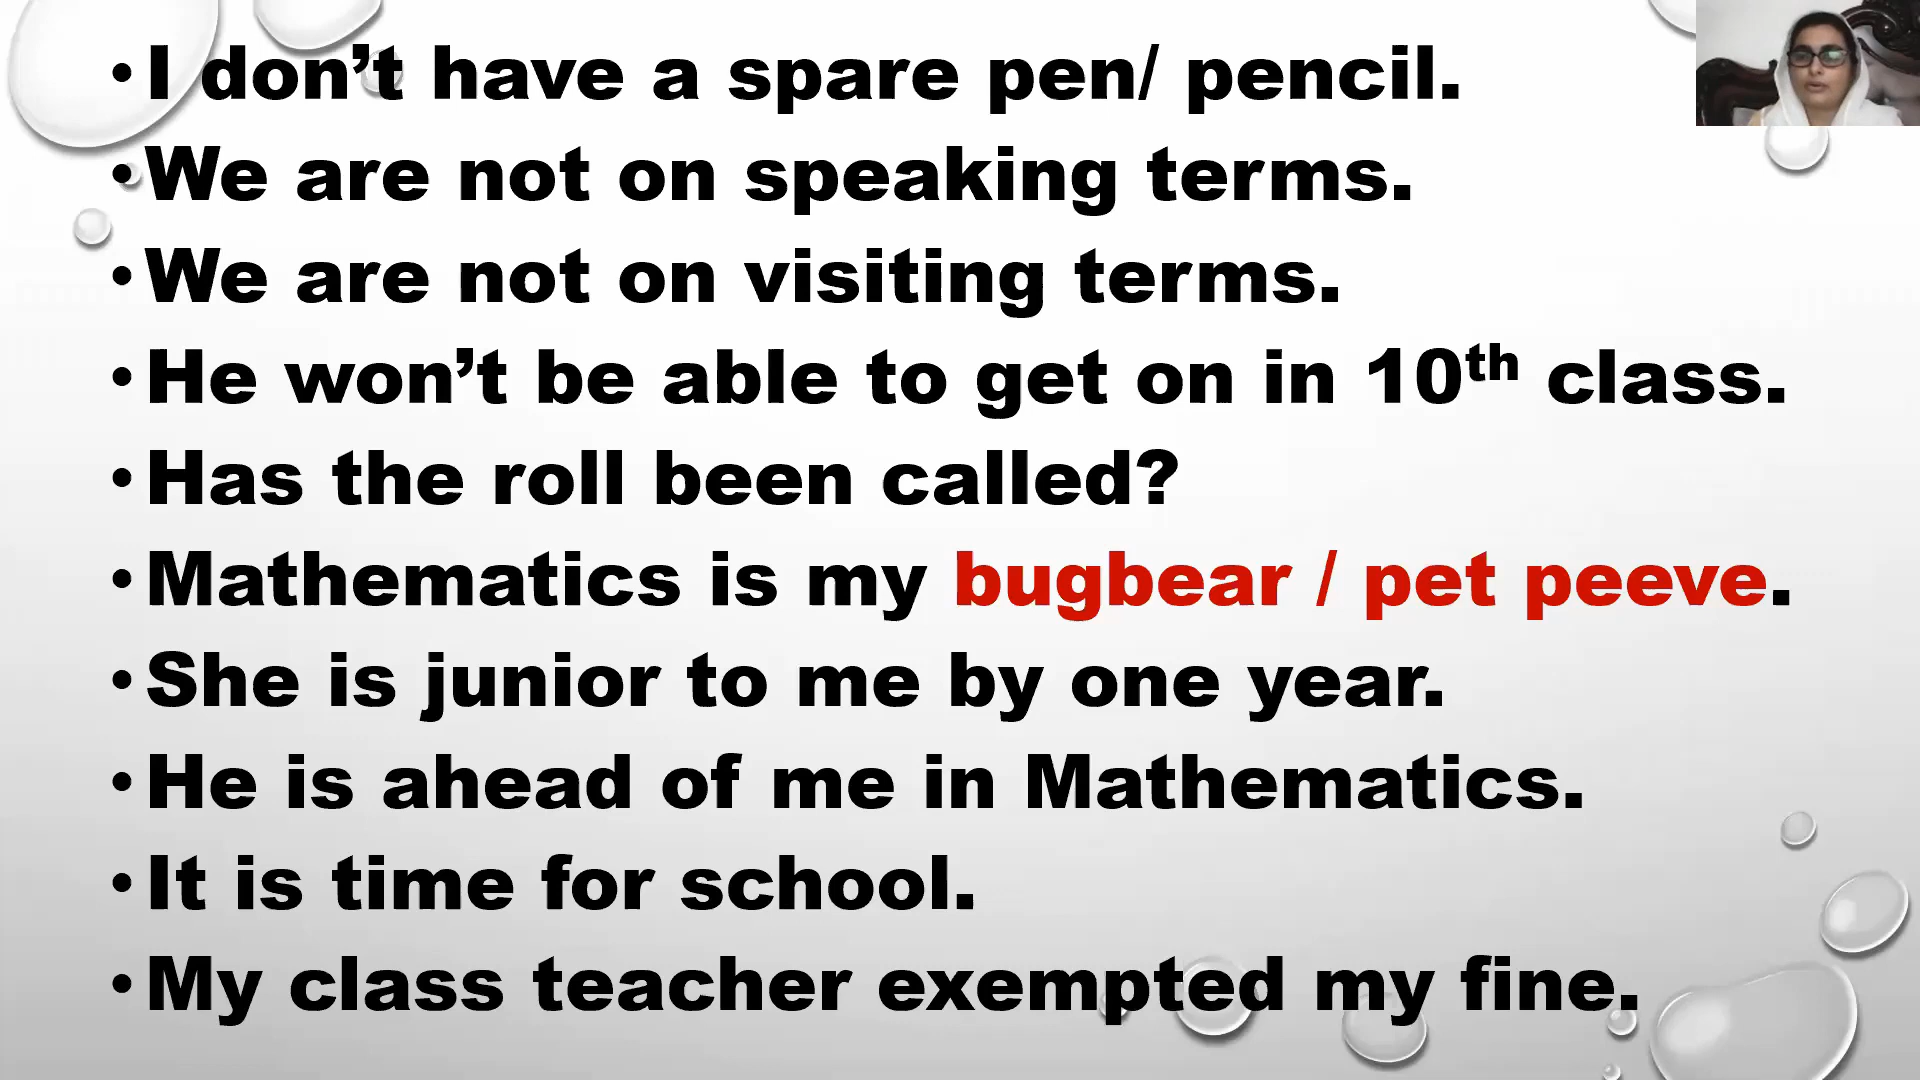 • I don’t have a spare pen/ pencil.
• We are not on speaking terms.
• We are not on visiting terms.
• He won’t be able to get on in 10th class.
• Has the roll been called?
• Mathematics is my bugbear / pet peeve.
• She is junior to me by one year.
• He is ahead of me in Mathematics.
• It is time for school.
• My class teacher exempted my fine.